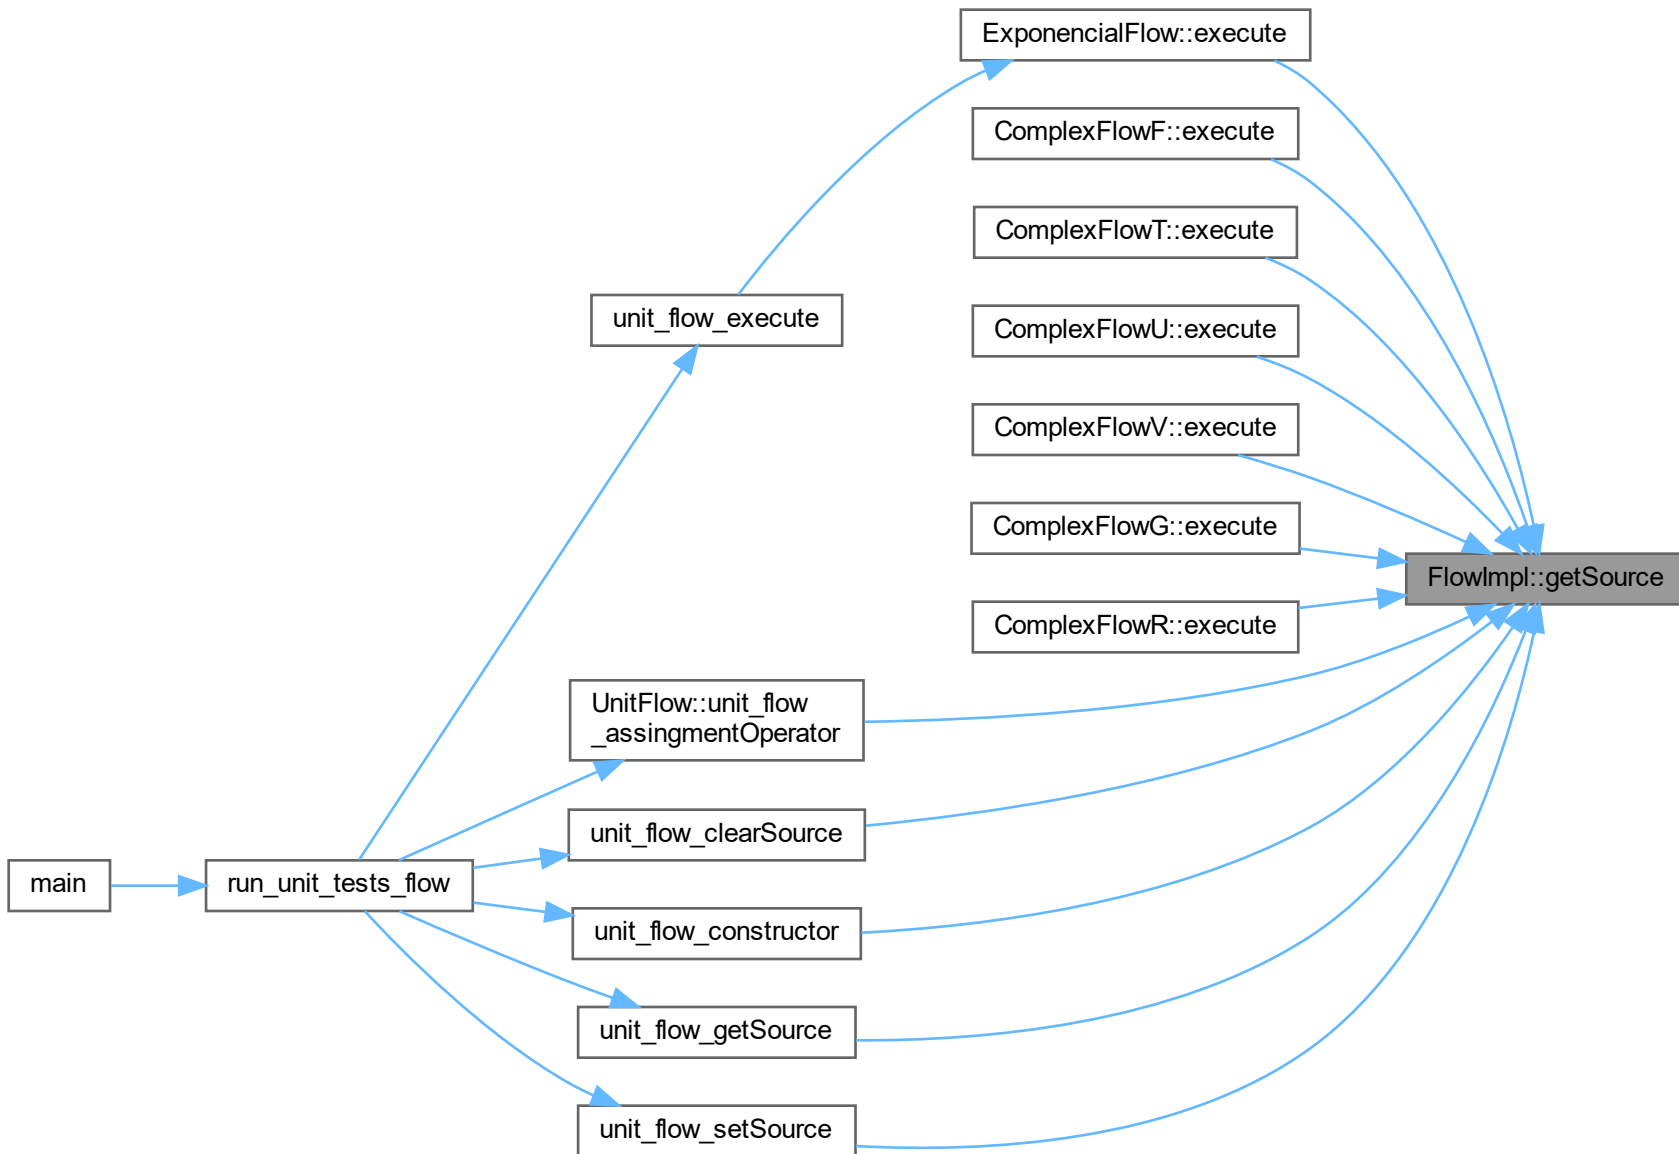 ExponencialFlow::execute
ComplexFlowF::execute
ComplexFlowT::execute
unit_flow_execute
ComplexFlowU::execute
ComplexFlowV::execute
ComplexFlowG::execute
FlowImpl::getSource
ComplexFlowR::execute
UnitFlow::unit_flow
_assingmentOperator
unit_flow_clearSource
main
run_unit_tests_flow
unit_flow_constructor
unit_flow_getSource
unit_flow_setSource